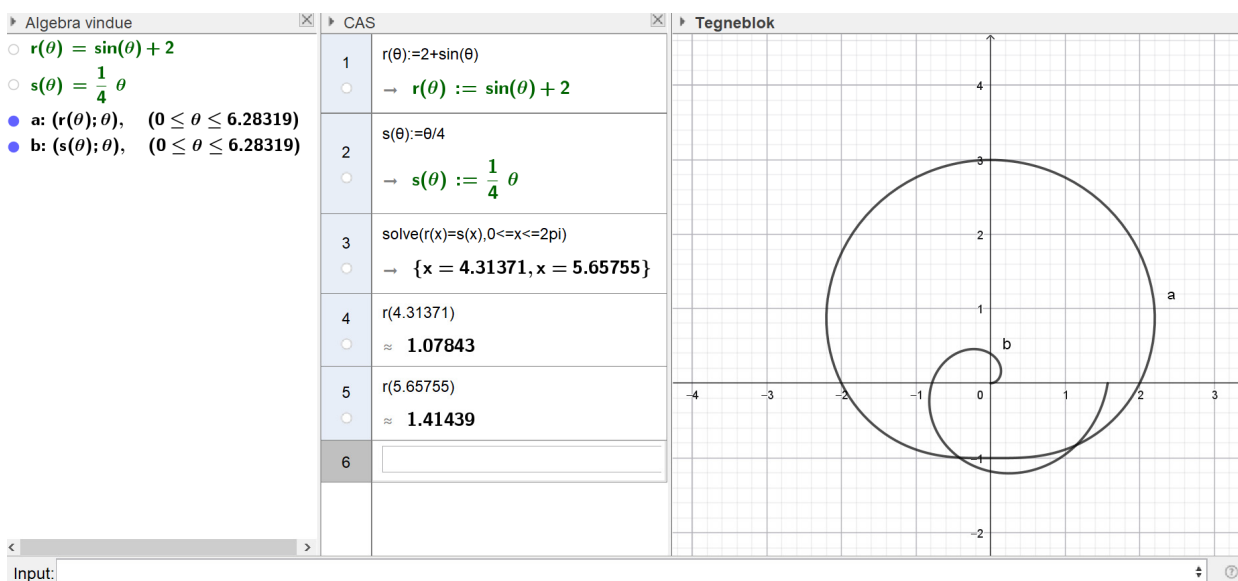 Algebra vindue
r(θ) = sin(θ) + 2
s(θ) = 1/4 θ
a: (r(θ); θ), (0 ≤ θ ≤ 6.28319)
b: (s(θ); θ), (0 ≤ θ ≤ 6.28319)
CAS
1
r(θ):=2+sin(θ)
→ r(θ) := sin(θ) + 2
2
s(θ):=θ/4
→ s(θ) := 1/4 θ
3
solve(r(x)=s(x),0<=x<=2pi)
→ {x = 4.31371, x = 5.65755}
4
r(4.31371)
≈ 1.07843
5
r(5.65755)
≈ 1.41439
6
Tegneblok
4
3
2
1
a
b
−4 −3 −2 −1 0 1 2 3
−1
−2
Input: